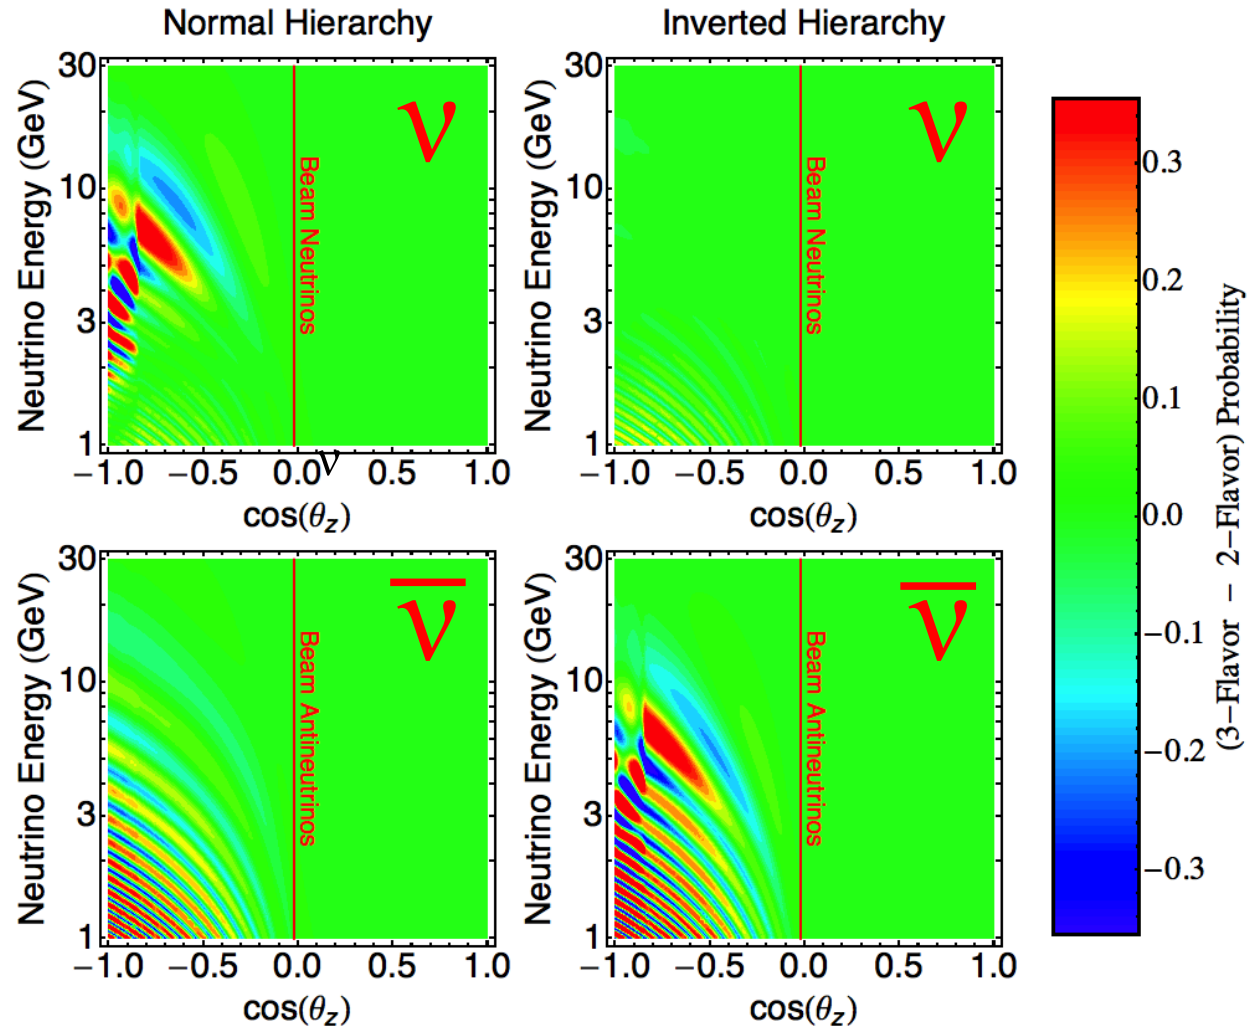 Normal Hierarchy
Inverted Hierarchy
Neutrino Energy (GeV)
30
10
3
1
ν
Beam Neutrinos
−1.0 −0.5 0.0 0.5 1.0
ν
cos(θz)
Neutrino Energy (GeV)
30
10
3
1
ν
Beam Neutrinos
−1.0 −0.5 0.0 0.5 1.0
cos(θz)
Neutrino Energy (GeV)
30
10
3
1
ν̅
Beam Antineutrinos
−1.0 −0.5 0.0 0.5 1.0
cos(θz)
Neutrino Energy (GeV)
30
10
3
1
ν̅
Beam Antineutrinos
−1.0 −0.5 0.0 0.5 1.0
cos(θz)
0.3
0.2
0.1
0.0
−0.1
−0.2
−0.3
(3−Flavor − 2−Flavor) Probability